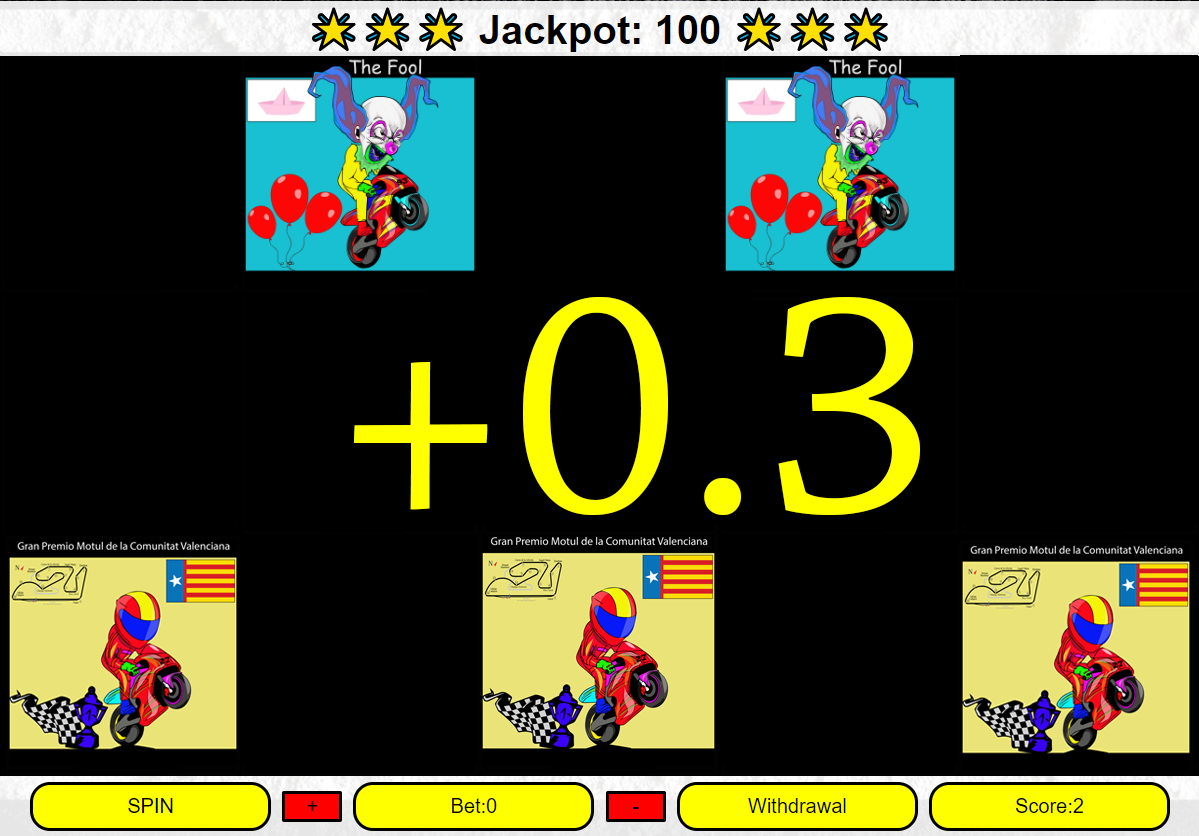 Jackpot: 100
The Fool
The Fool
+0.3
Gran Premio Motul de la Comunitat Valenciana
Gran Premio Motul de la Comunitat Valenciana
Gran Premio Motul de la Comunitat Valenciana
SPIN
+
Bet:0
-
Withdrawal
Score:2